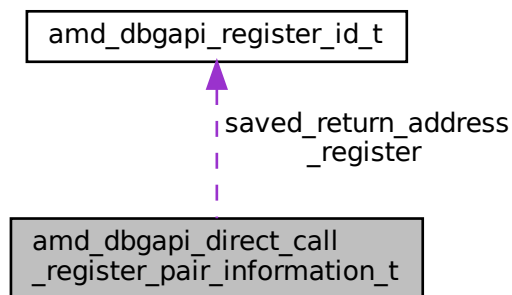 amd_dbgapi_register_id_t
saved_return_address
_register
amd_dbgapi_direct_call
_register_pair_information_t